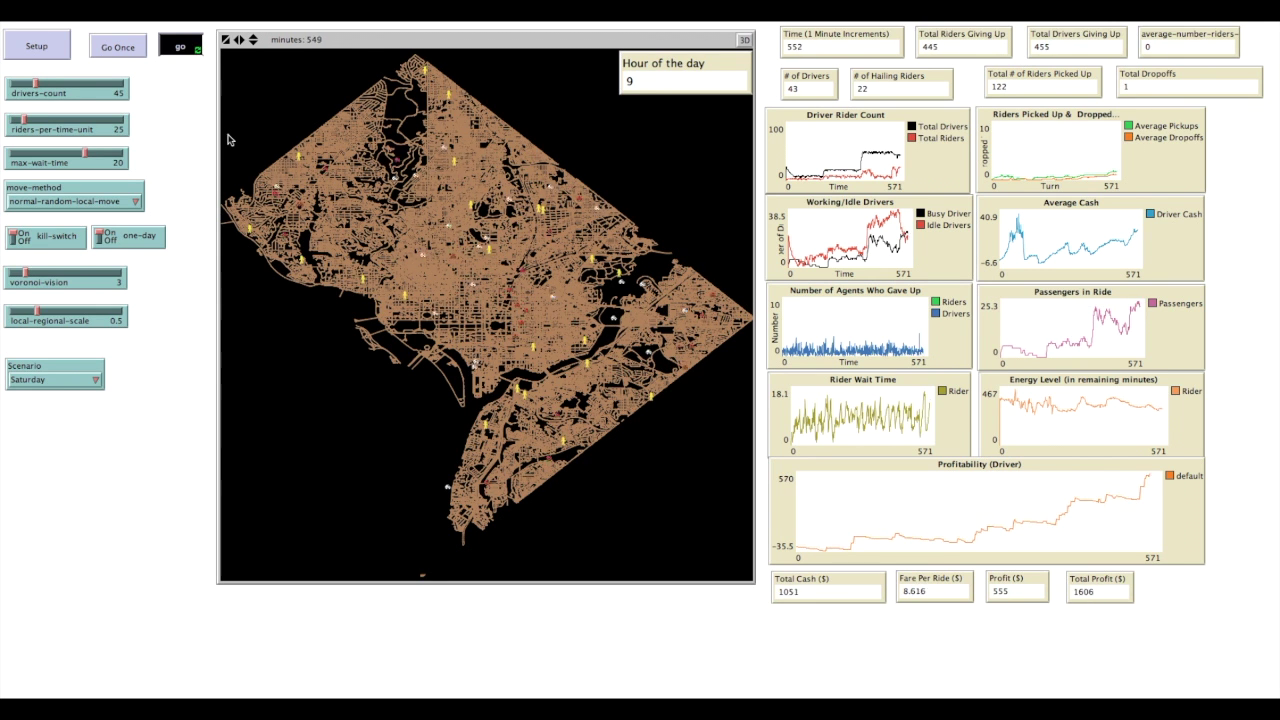 Setup
Go Once
go
drivers-count 45
riders-per-time-unit 25
max-wait-time 20
move-method
normal-random-local-move
On
Off
kill-switch
On
Off
one-day
voronoi-vision 3
local-regional-scale 0.5
Scenario
Saturday
minutes: 549
3D
Hour of the day
9
Time (1 Minute Increments)
552
Total Riders Giving Up
445
Total Drivers Giving Up
455
average-number-riders-
0
# of Drivers
43
# of Hailing Riders
22
Total # of Riders Picked Up
122
Total Dropoffs
1
Driver Rider Count
100
0
0 Time 571
Total Drivers
Total Riders
Riders Picked Up & Dropped...
10
0
0 Turn 571
Average Pickups
Average Dropoffs
Working/Idle Drivers
38.5
0
0 Time 571
Busy Driver
Idle Drivers
Average Cash
40.9
-6.6
0 571
Driver Cash
Number of Agents Who Gave Up
10
Number
0
0 Time 571
Riders
Drivers
Passengers in Ride
25.3
0
0 571
Passengers
Rider Wait Time
18.1
0
0 571
Rider
Energy Level (in remaining minutes)
467
0
0 571
Rider
Profitability (Driver)
570
-35.5
0 571
default
Total Cash ($)
1051
Fare Per Ride ($)
8.616
Profit ($)
555
Total Profit ($)
1606